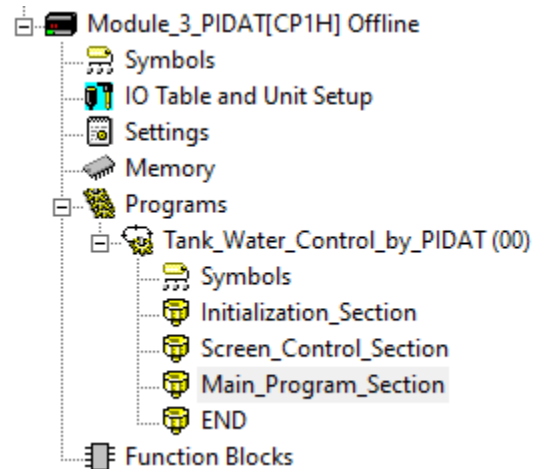 Module_3_PIDAT[CP1H] Offline
Symbols
IO Table and Unit Setup
Settings
Memory
Programs
Tank_Water_Control_by_PIDAT (00)
Symbols
Initialization_Section
Screen_Control_Section
Main_Program_Section
END
Function Blocks